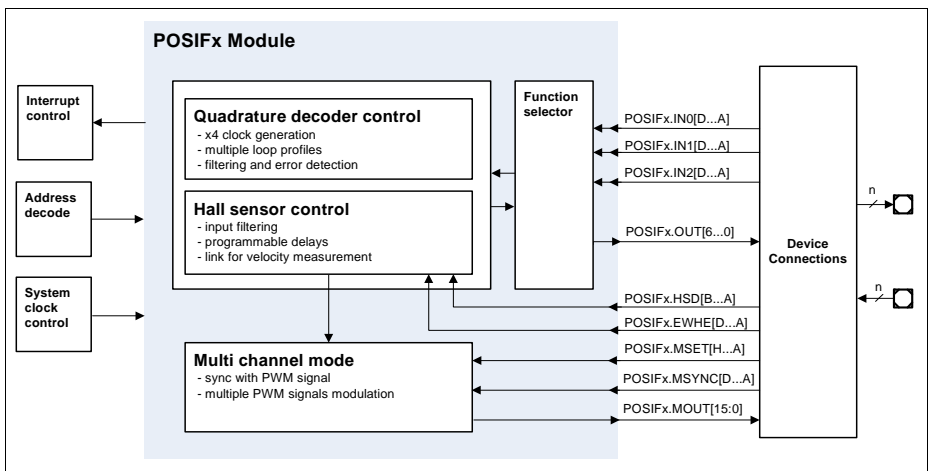 POSIFx Module
Interrupt
control
Address
decode
System
clock
control
Quadrature decoder control
- x4 clock generation
- multiple loop profiles
- filtering and error detection
Hall sensor control
- input filtering
- programmable delays
- link for velocity measurement
Multi channel mode
- sync with PWM signal
- multiple PWM signals modulation
Function
selector
POSIFx.IN0[D...A]
POSIFx.IN1[D...A]
POSIFx.IN2[D...A]
POSIFx.OUT[6...0]
POSIFx.HSD[B...A]
POSIFx.EWHE[D...A]
POSIFx.MSET[H...A]
POSIFx.MSYNC[D...A]
POSIFx.MOUT[15:0]
Device
Connections
n
n